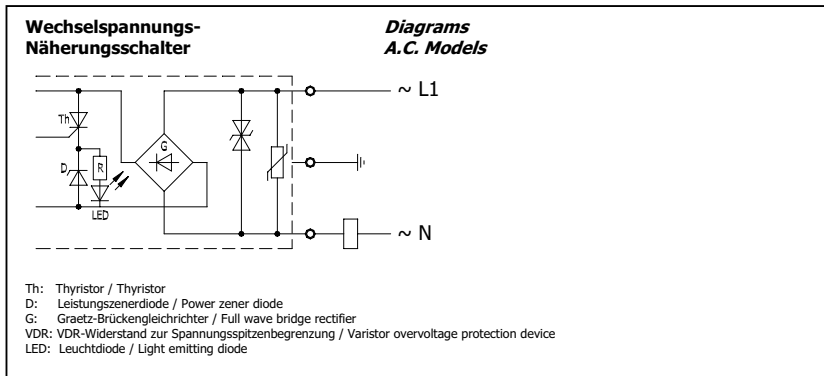 Wechselspannungs-
Näherungsschalter
Diagrams
A.C. Models
~ L1
Th
G
D
R
LED
~ N
Th: Thyristor / Thyristor
D: Leistungszenerdiode / Power zener diode
G: Graetz-Brückengleichrichter / Full wave bridge rectifier
VDR: VDR-Widerstand zur Spannungsspitzenbegrenzung / Varistor overvoltage protection device
LED: Leuchtdiode / Light emitting diode